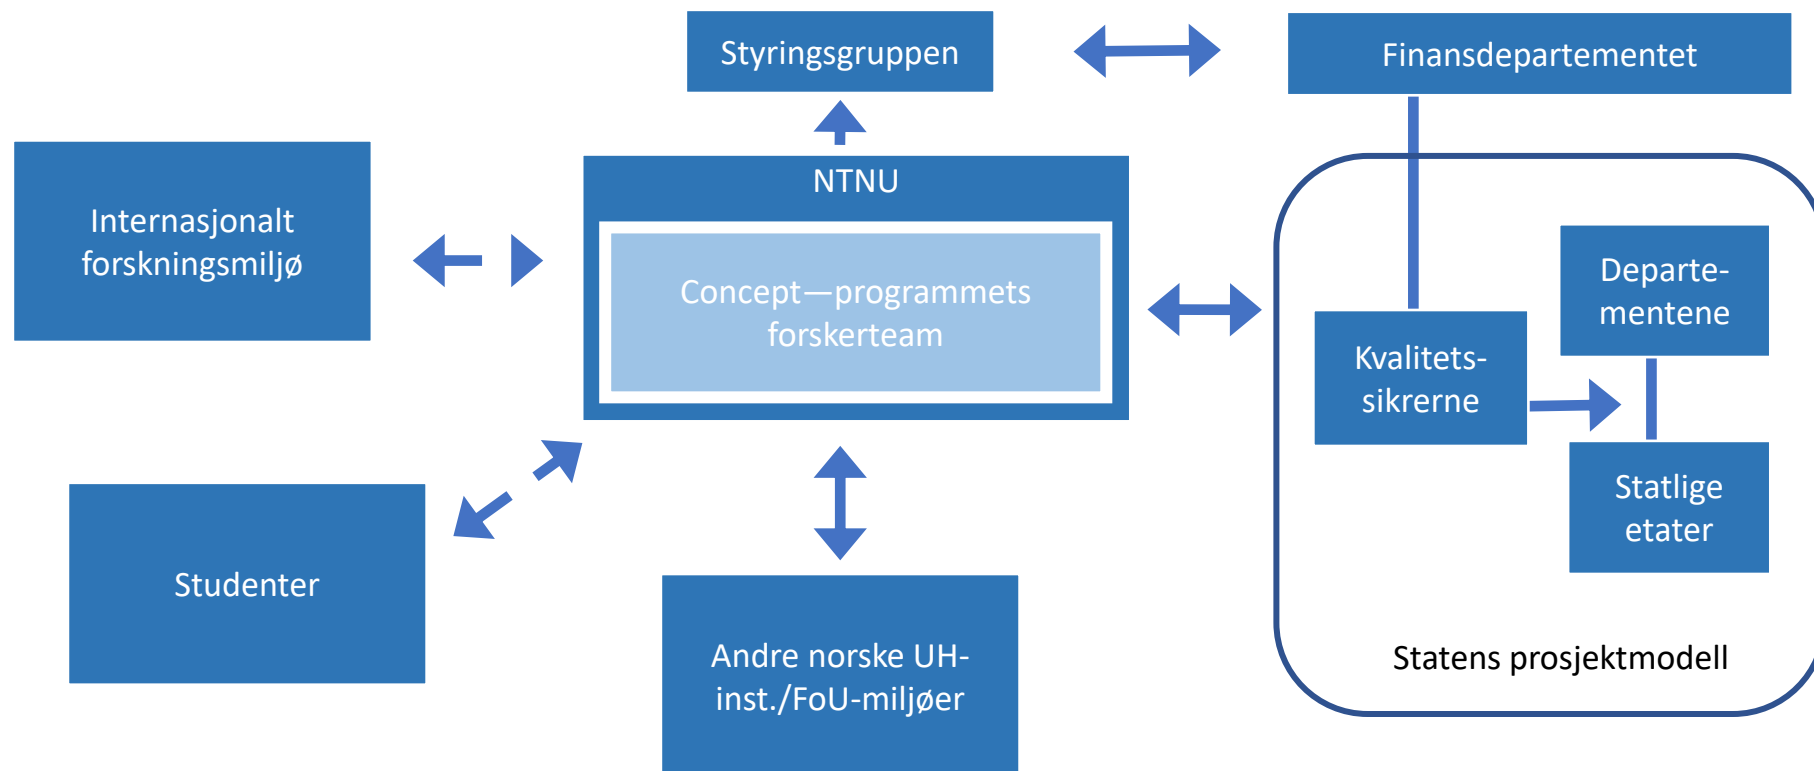 Styringsgruppen
Finansdepartementet
NTNU
Internasjonalt
forskningsmiljø
Concept—programmets
forskerteam
Departe-
mentene
Kvalitets-
sikrerne
Statlige
etater
Studenter
Andre norske UH-
inst./FoU-miljøer
Statens prosjektmodell